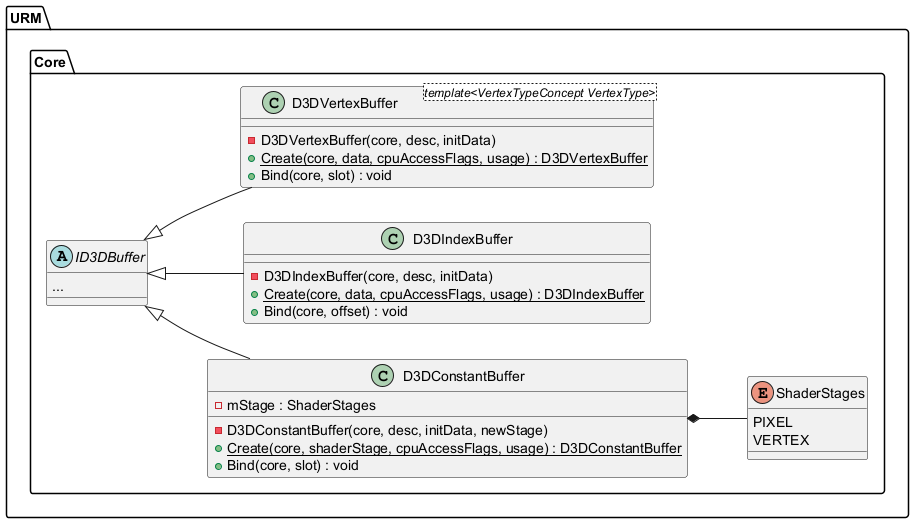 URM
Core
C D3DVertexBuffer
template<VertexTypeConcept VertexType>
D3DVertexBuffer(core, desc, initData)
Create(core, data, cpuAccessFlags, usage) : D3DVertexBuffer
Bind(core, slot) : void
A ID3DBuffer
...
C D3DIndexBuffer
D3DIndexBuffer(core, desc, initData)
Create(core, data, cpuAccessFlags, usage) : D3DIndexBuffer
Bind(core, offset) : void
C D3DConstantBuffer
mStage : ShaderStages
D3DConstantBuffer(core, desc, initData, newStage)
Create(core, shaderStage, cpuAccessFlags, usage) : D3DConstantBuffer
Bind(core, slot) : void
E ShaderStages
PIXEL
VERTEX